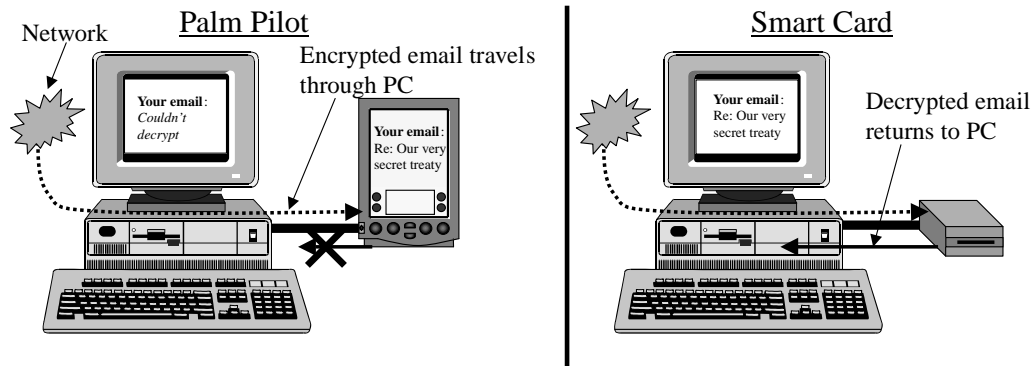 Palm Pilot
Network
Encrypted email travels
through PC
Your email:
Couldn't
decrypt
Your email:
Re: Our very
secret treaty
Smart Card
Your email:
Re: Our very
secret treaty
Decrypted email
returns to PC